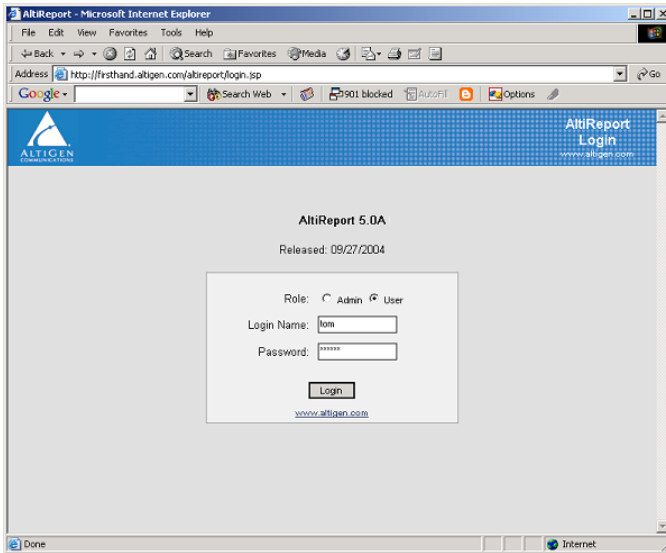 AltiReport - Microsoft Internet Explorer
File Edit View Favorites Tools Help
Back Search Favorites Media
Address http://firsthand.altigen.com/altireport/login.jsp Go
Google Search Web 901 blocked AutoFill Options
ALTIGEN
COMMUNICATIONS
AltiReport
Login
www.altigen.com
AltiReport 5.0A
Released: 09/27/2004
Role: Admin User
Login Name: tom
Password: ******
Login
www.altigen.com
Done Internet